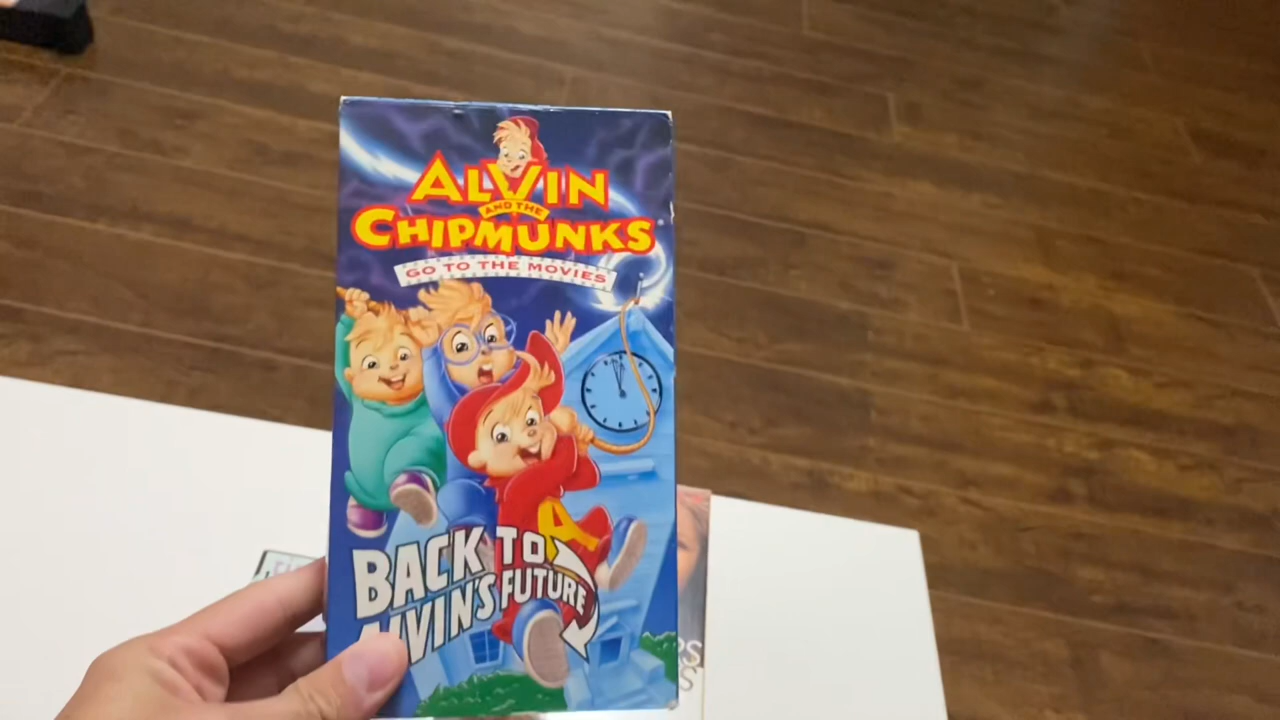 ALVIN
AND THE
CHIPMUNKS
GO TO THE MOVIES
BACK TO
ALVIN'S FUTURE
A